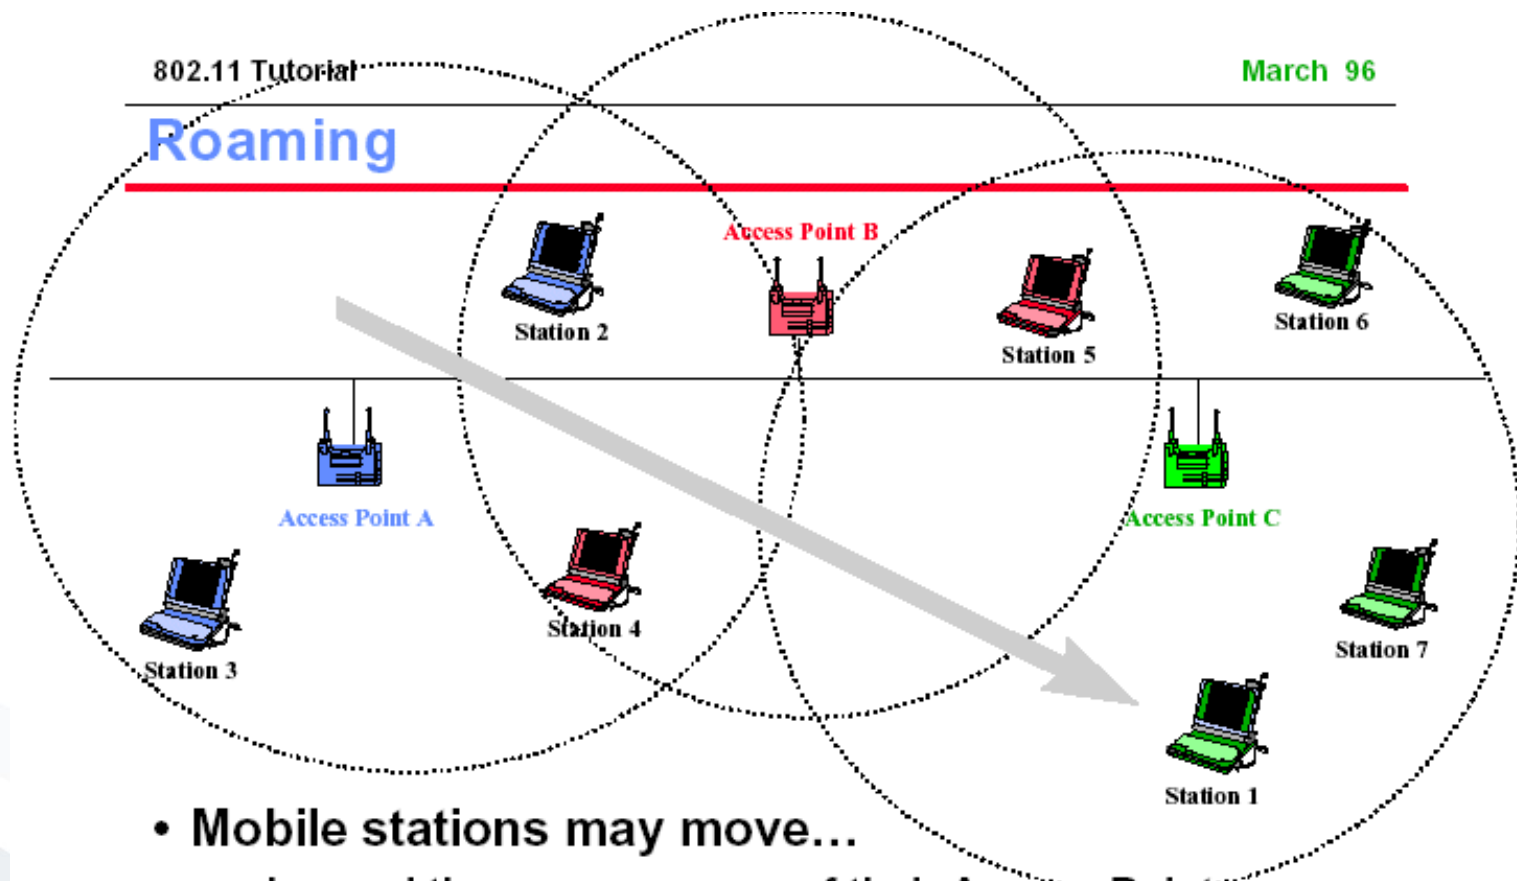 802.11 Tutorial
March 96
Roaming
Access Point B
Station 2
Station 5
Station 6
Access Point A
Access Point C
Station 4
Station 3
Station 7
Station 1
• Mobile stations may move...